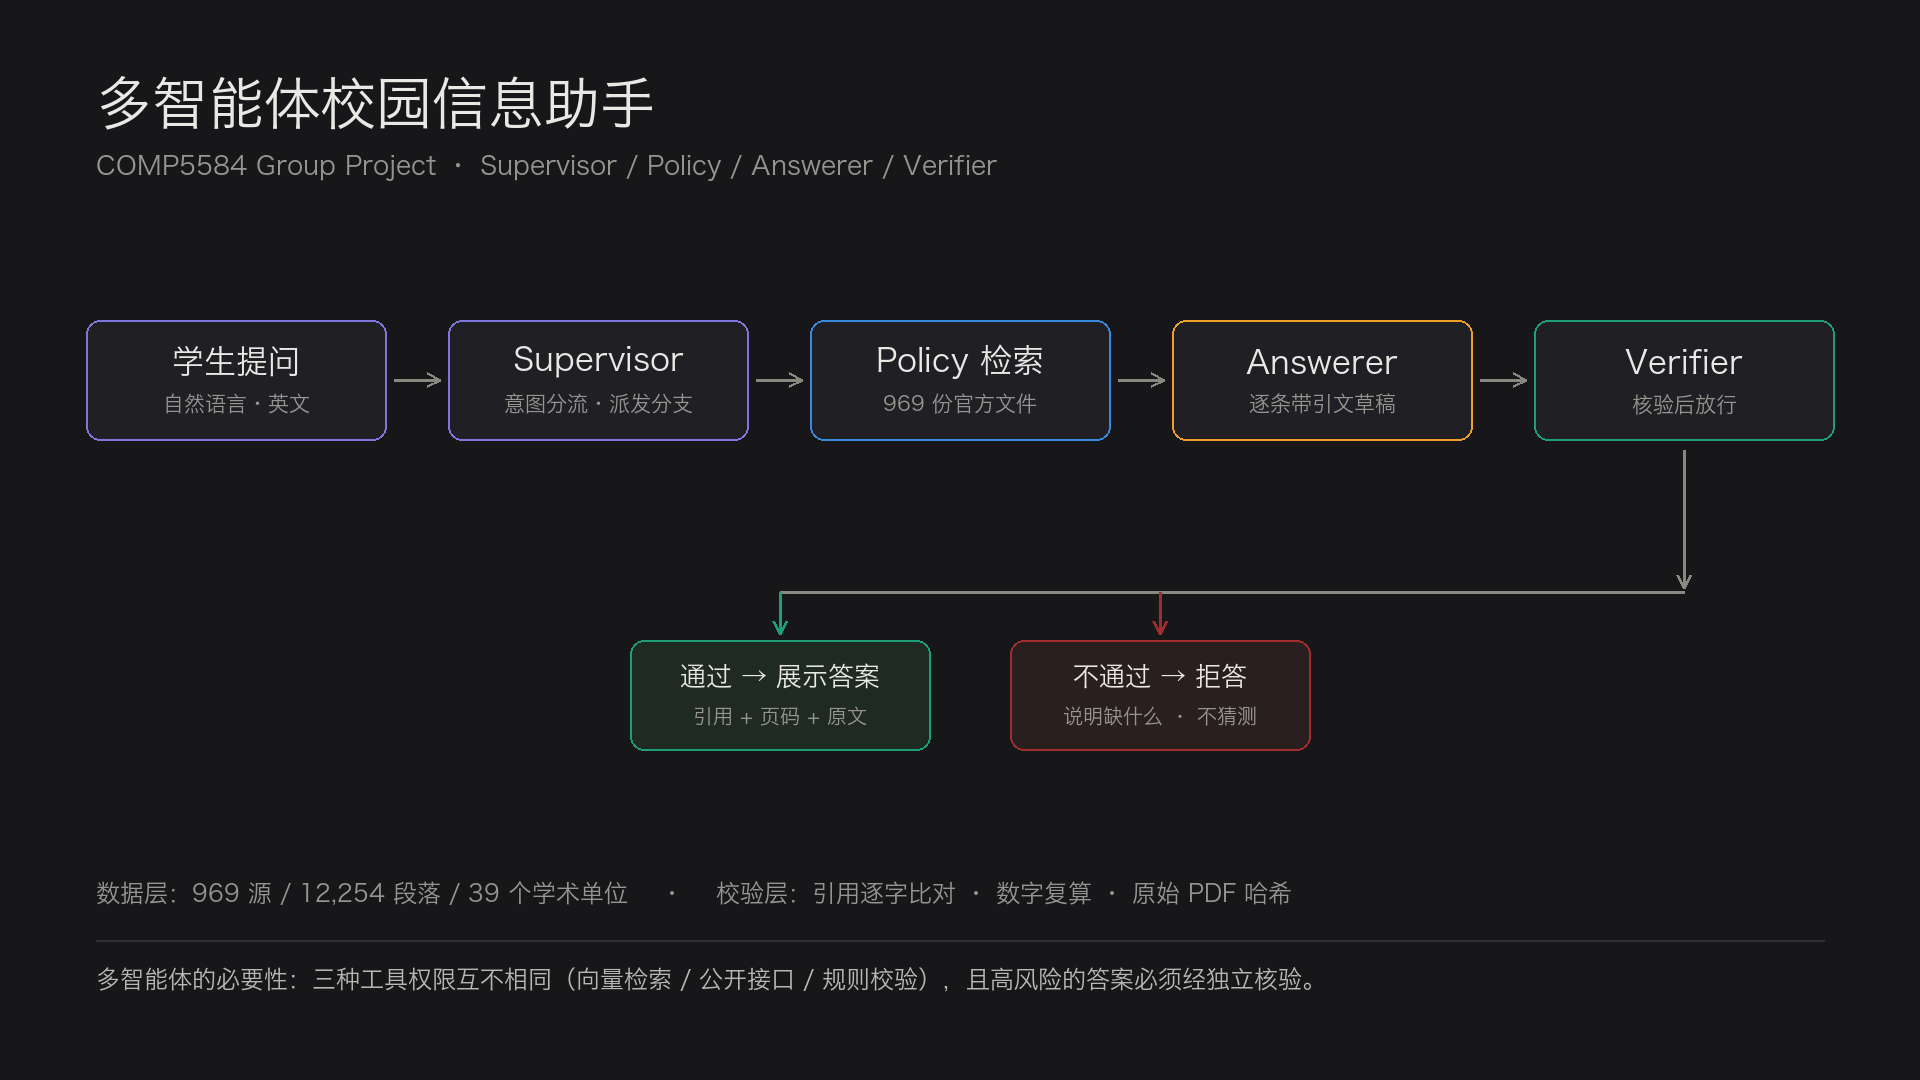 多智能体校园信息助手
COMP5584 Group Project · Supervisor / Policy / Answerer / Verifier
学生提问
自然语言·英文
Supervisor
意图分流·派发分支
Policy 检索
969 份官方文件
Answerer
逐条带引文草稿
Verifier
核验后放行
通过 → 展示答案
引用 + 页码 + 原文
不通过 → 拒答
说明缺什么 · 不猜测
数据层：969 源 / 12,254 段落 / 39 个学术单位 · 校验层：引用逐字比对 · 数字复算 · 原始 PDF 哈希
多智能体的必要性：三种工具权限互不相同（向量检索 / 公开接口 / 规则校验），且高风险的答案必须经独立核验。